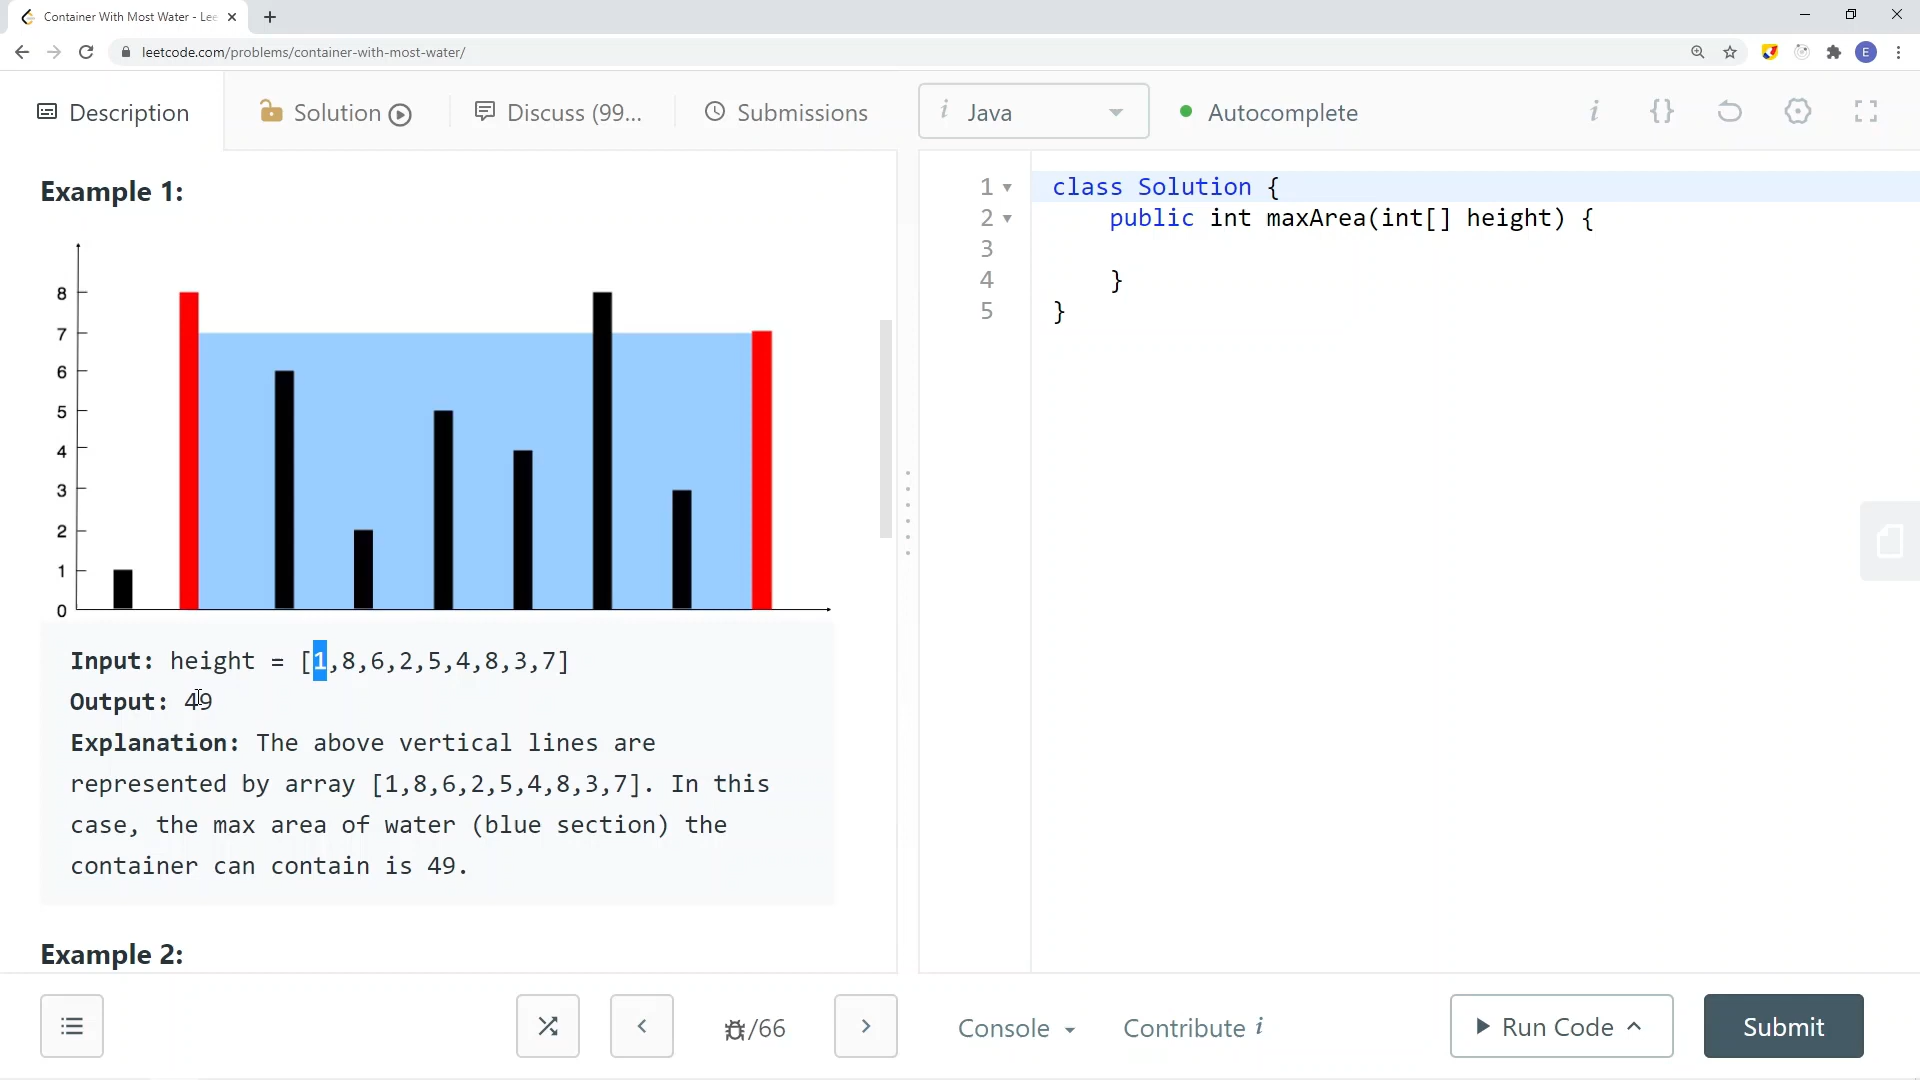 Container With Most Water - Lee
leetcode.com/problems/container-with-most-water/
E
Description
Solution
Discuss (99...
Submissions
i Java
Autocomplete
i {}
Example 1:
8
7
6
5
4
3
2
1
0
Input: height = [1,8,6,2,5,4,8,3,7]
Output: 49
Explanation: The above vertical lines are
represented by array [1,8,6,2,5,4,8,3,7]. In this
case, the max area of water (blue section) the
container can contain is 49.
Example 2:
1 class Solution {
2 public int maxArea(int[] height) {
3
4 }
5 }
/66
Console
Contribute i
Run Code
Submit